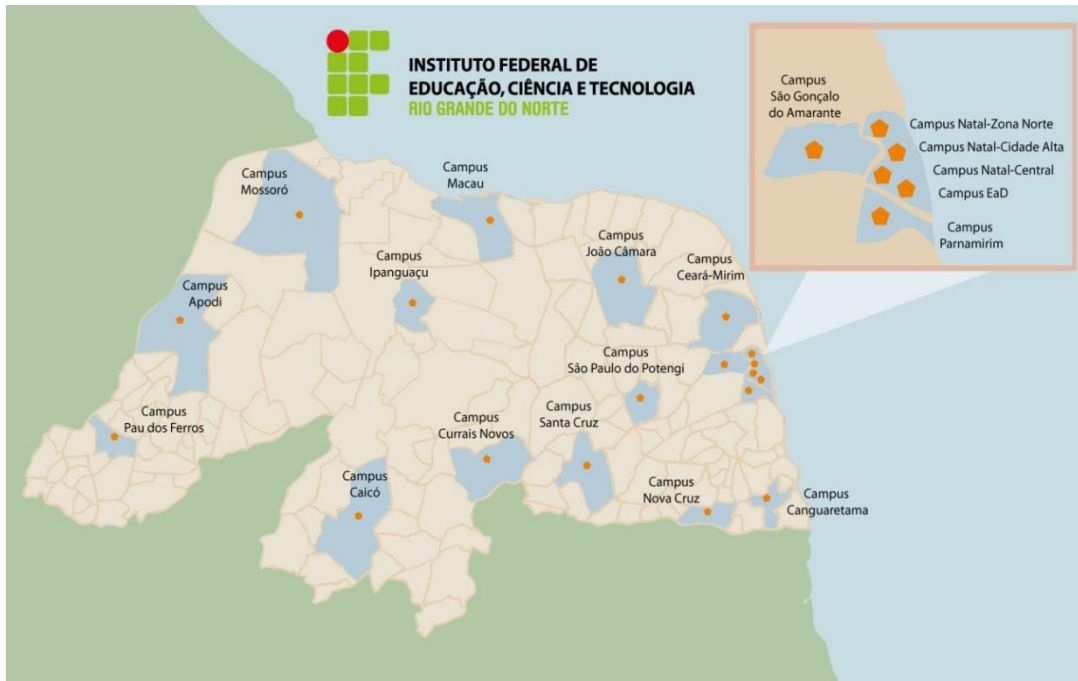 INSTITUTO FEDERAL DE
EDUCAÇÃO, CIÊNCIA E TECNOLOGIA
RIO GRANDE DO NORTE
Campus
São Gonçalo
do Amarante
Campus Natal-Zona Norte
Campus Natal-Cidade Alta
Campus Natal-Central
Campus EaD
Campus
Parnamirim
Campus
Mossoró
Campus
Macau
Campus
João Câmara
Campus
Ceará-Mirim
Campus
Ipanguaçu
Campus
Apodi
Campus
São Paulo do Potengi
Campus
Pau dos Ferros
Campus
Currais Novos
Campus
Santa Cruz
Campus
Caicó
Campus
Nova Cruz
Campus
Canguaretama